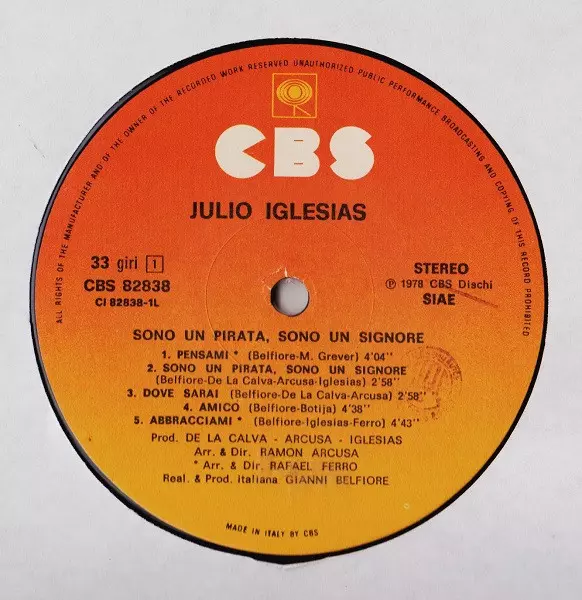 ALL RIGHTS OF THE MANUFACTURER AND OF THE OWNER OF THE RECORDED WORK RESERVED UNAUTHORIZED PUBLIC PERFORMANCE BROADCASTING AND COPYING OF THIS RECORD PROHIBITED
CBS
JULIO IGLESIAS
33 giri 1
CBS 82838
CI 82838-1L
STEREO
℗ 1978 CBS Dischi
SIAE
SONO UN PIRATA, SONO UN SIGNORE
1. PENSAMI * (Belfiore-M. Grever) 4'04"
2. SONO UN PIRATA, SONO UN SIGNORE
(Belfiore-De La Calva-Arcusa-Iglesias) 2'58"
3. DOVE SARAI (Belfiore-De La Calva-Arcusa) 2'58"
4. AMICO (Belfiore-Botija) 4'38"
5. ABBRACCIAMI * (Belfiore-Iglesias-Ferro) 4'43"
Prod. DE LA CALVA - ARCUSA - IGLESIAS
Arr. & Dir. RAMON ARCUSA
* Arr. & Dir. RAFAEL FERRO
Real. & Prod. italiana GIANNI BELFIORE
MADE IN ITALY BY CBS